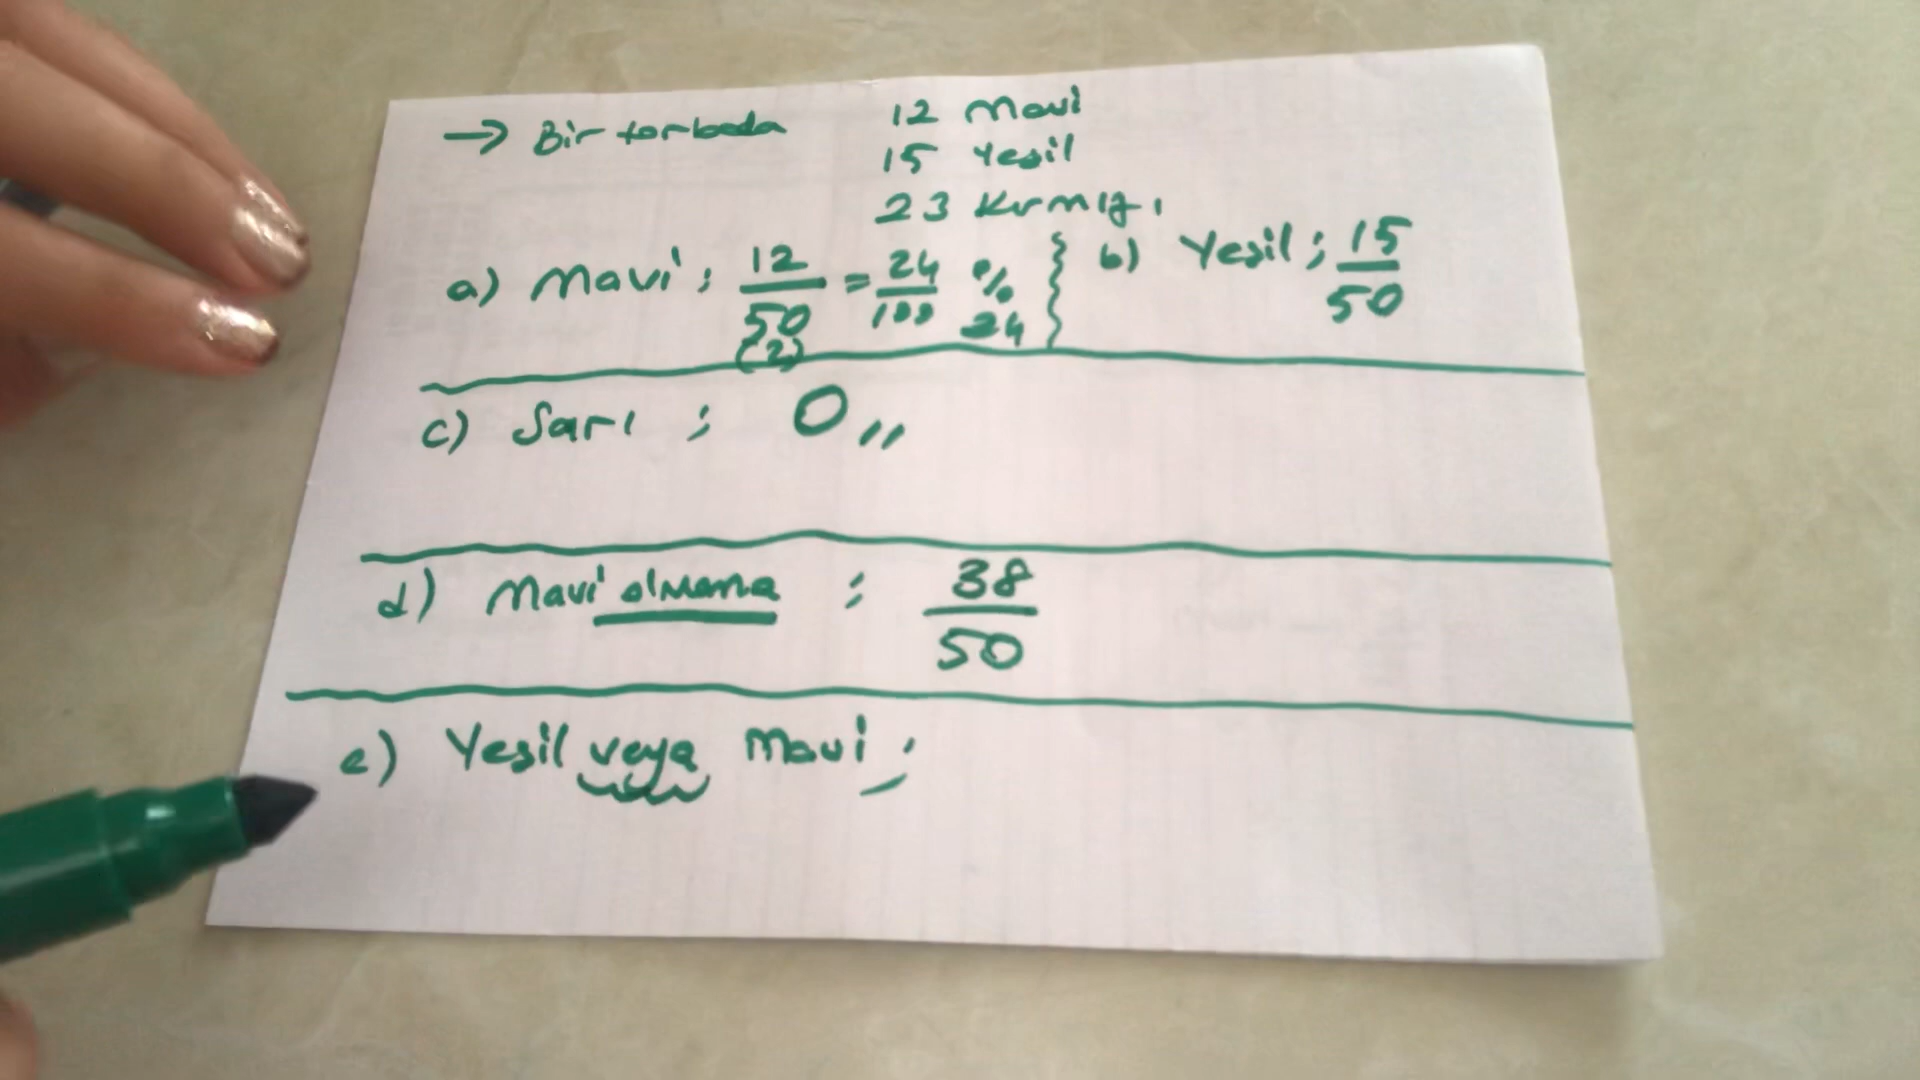 → Bir torbada 12 Mavi
15 Yeşil
23 Kırmızı
a) Mavi : 12/50 (2) = 24/100 % 24
b) Yeşil ; 15/50
c) Sarı ; 0,,
d) Mavi olmama : 38/50
e) Yeşil veya Mavi ;